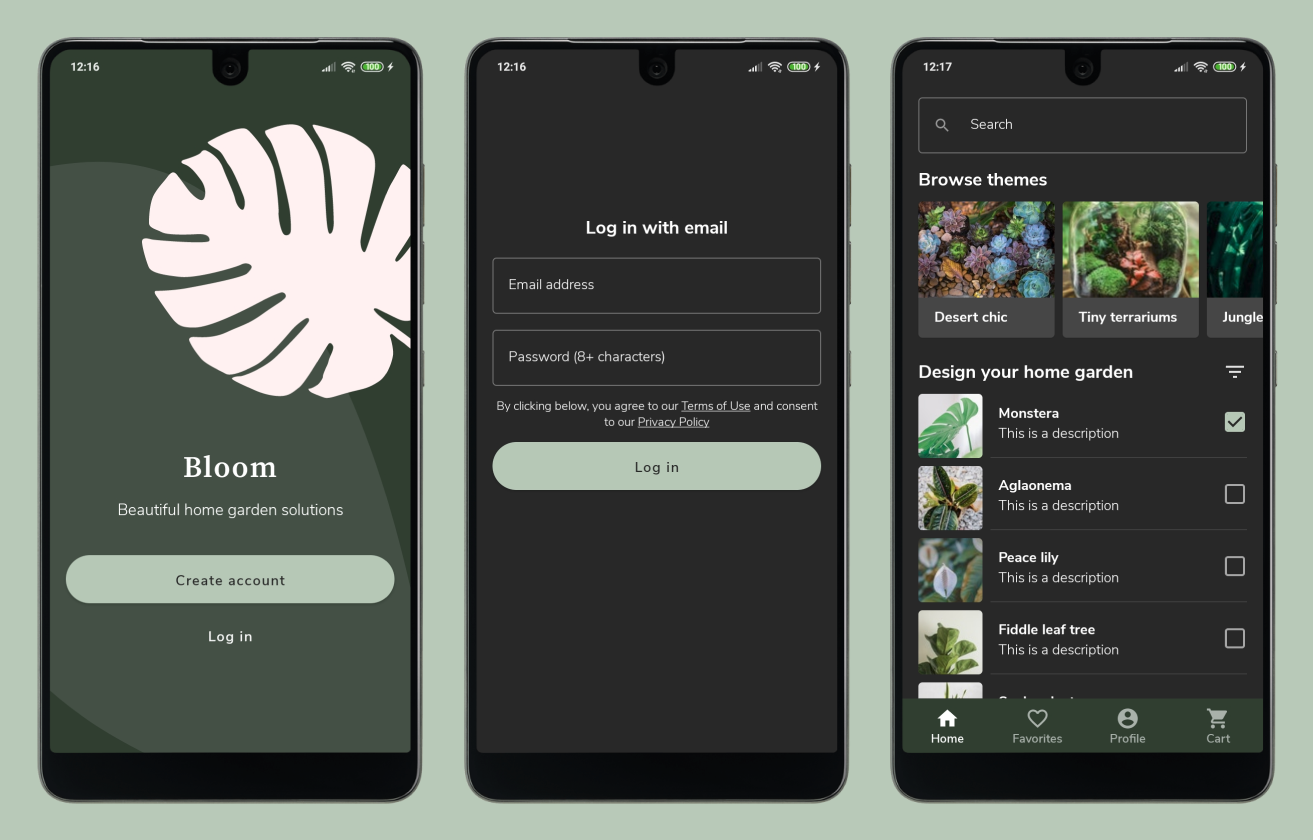 12:16
100
Bloom
Beautiful home garden solutions
Create account
Log in
12:16
100
Log in with email
Email address
Password (8+ characters)
By clicking below, you agree to our Terms of Use and consent
to our Privacy Policy
Log in
12:17
100
Search
Browse themes
Desert chic
Tiny terrariums
Jungle
Design your home garden
Monstera
This is a description
Aglaonema
This is a description
Peace lily
This is a description
Fiddle leaf tree
This is a description
Home
Favorites
Profile
Cart